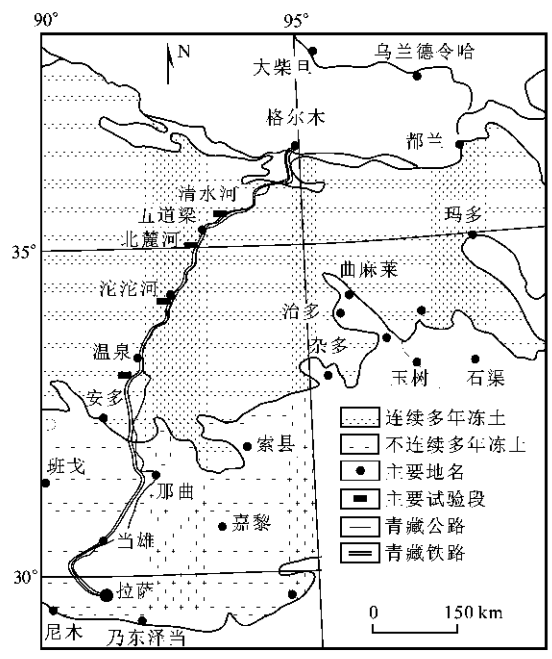 90°
95°
N
大柴旦
乌兰德令哈
格尔木
都兰
清水河
五道梁
玛多
35°
北麓河
曲麻莱
沱沱河
治多
温泉
杂多
玉树
石渠
安多
连续多年冻土
索县
不连续多年冻土
班戈
主要地名
那曲
主要试验段
嘉黎
青藏公路
当雄
青藏铁路
30°
拉萨
0 150 km
尼木
乃东泽当